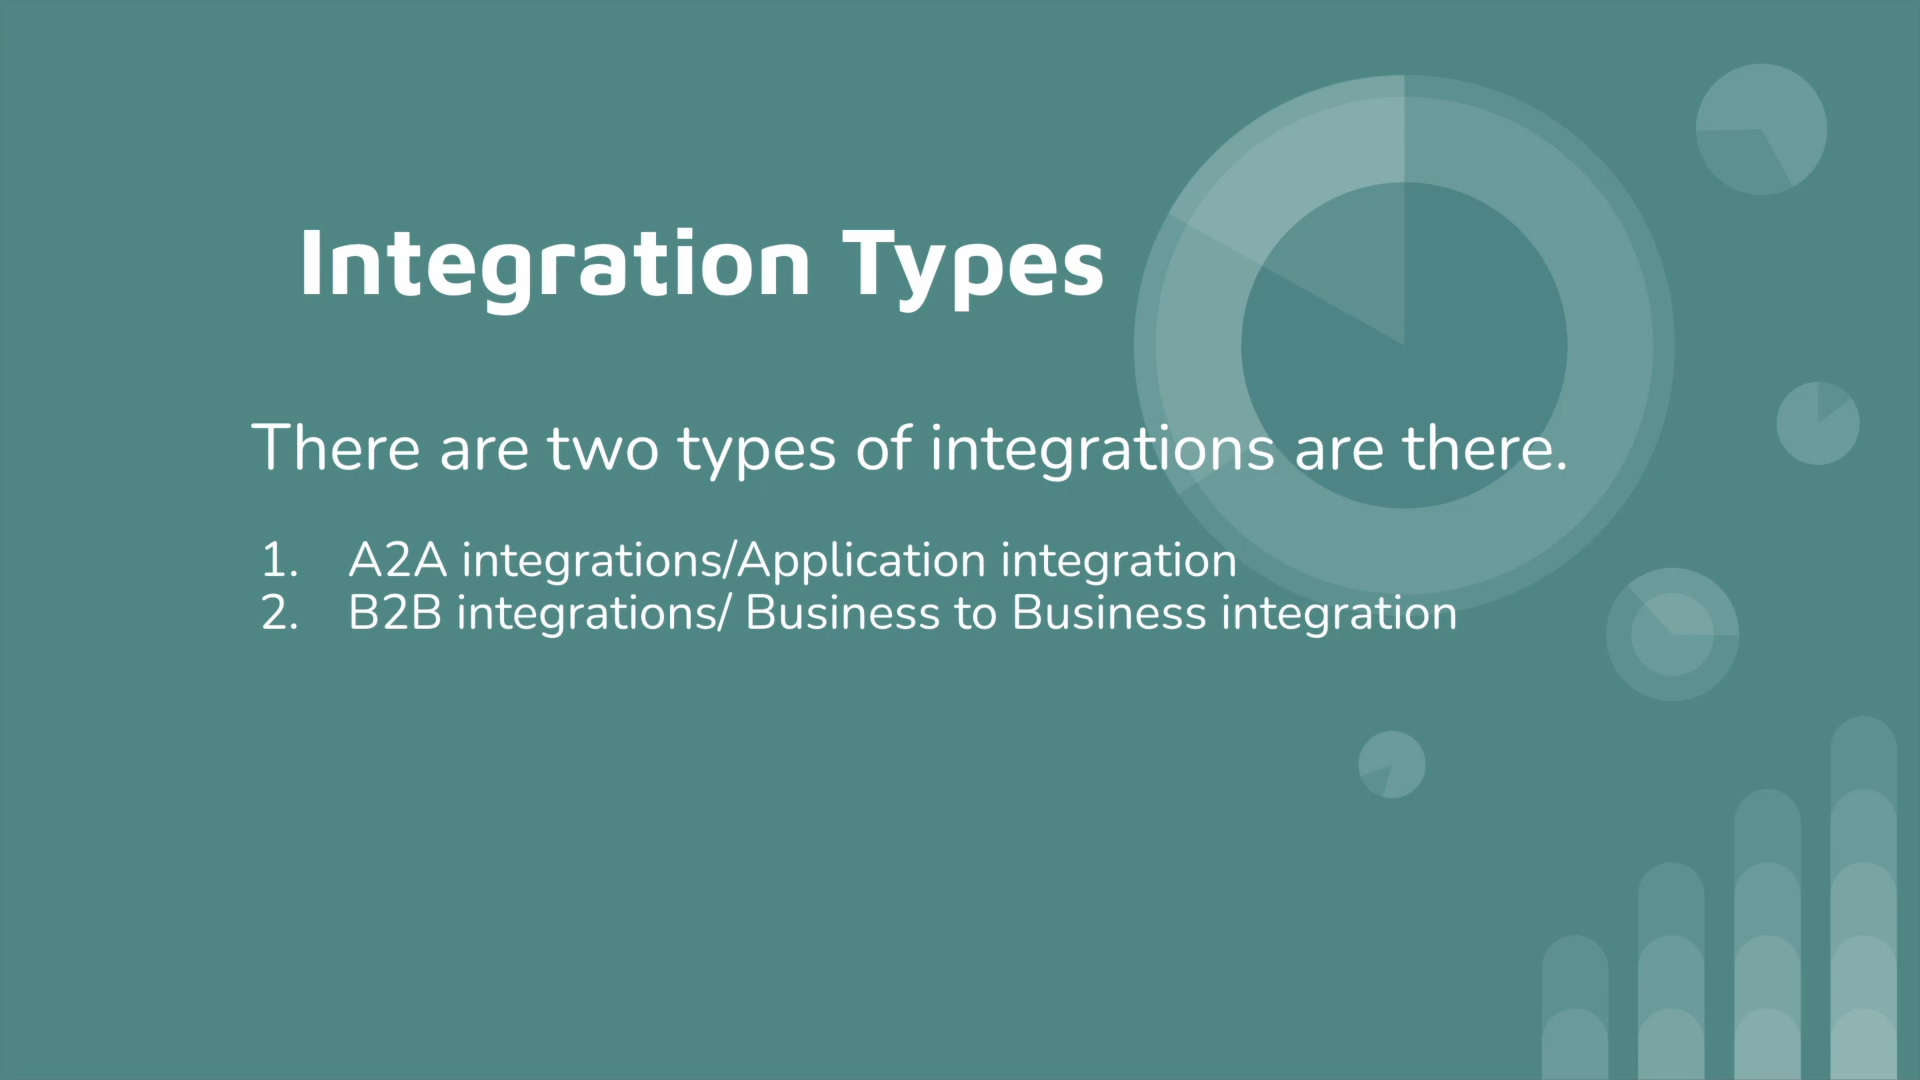 Integration Types
There are two types of integrations are there.
1. A2A integrations/Application integration
2. B2B integrations/ Business to Business integration